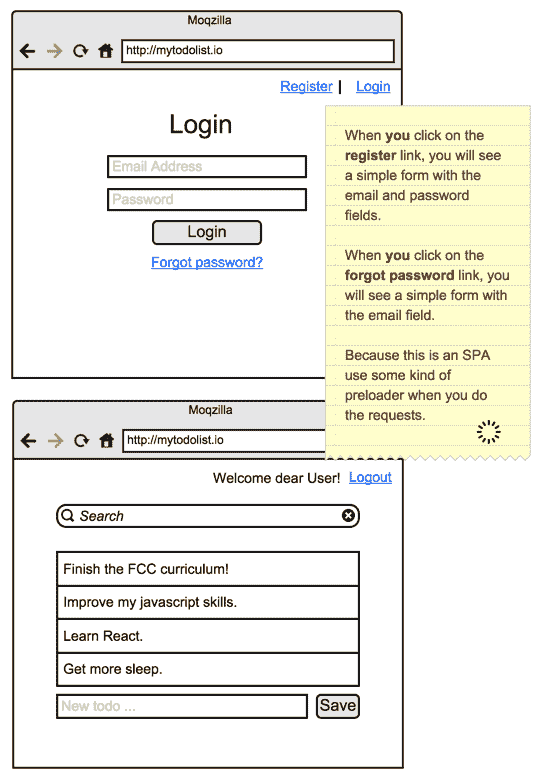 Moqzilla
http://mytodolist.io
Register | Login
Login
Email Address
Password
Login
Forgot password?
When you click on the
register link, you will see
a simple form with the
email and password
fields.
When you click on the
forgot password link, you
will see a simple form with
the email field.
Because this is an SPA
use some kind of
preloader when you do
the requests.
Moqzilla
http://mytodolist.io
Welcome dear User! Logout
Search
Finish the FCC curriculum!
Improve my javascript skills.
Learn React.
Get more sleep.
New todo ... Save